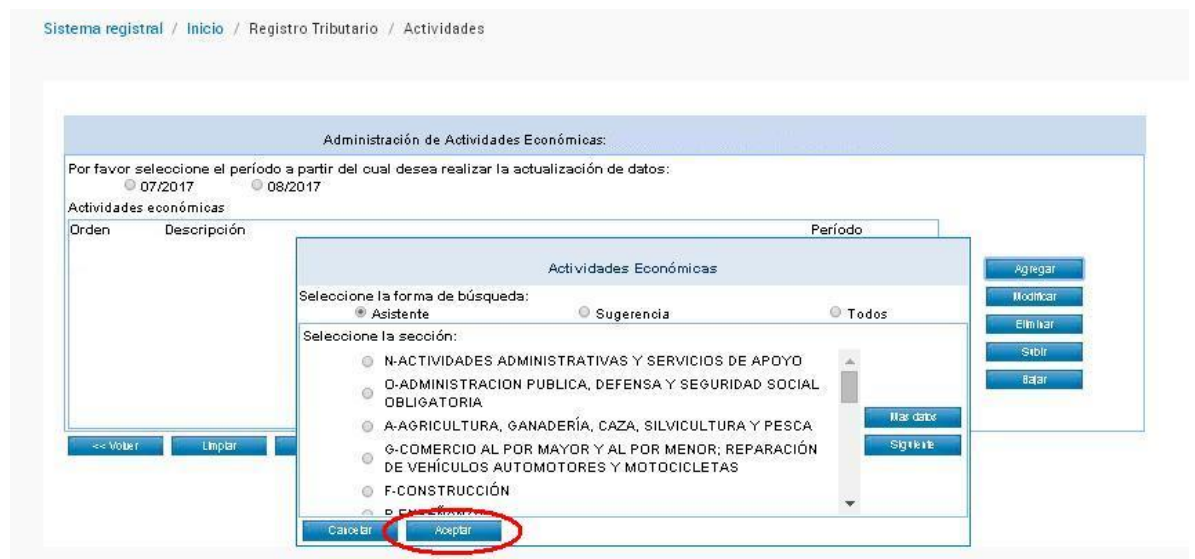 Sistema registral / Inicio / Registro Tributario / Actividades
Administración de Actividades Económicas:
Por favor seleccione el período a partir del cual desea realizar la actualización de datos:
07/2017 08/2017
Actividades económicas
Orden Descripción Período
Actividades Económicas
Seleccione la forma de búsqueda:
Asistente Sugerencia Todos
Seleccione la sección:
N-ACTIVIDADES ADMINISTRATIVAS Y SERVICIOS DE APOYO
O-ADMINISTRACION PUBLICA, DEFENSA Y SEGURIDAD SOCIAL
OBLIGATORIA
A-AGRICULTURA, GANADERÍA, CAZA, SILVICULTURA Y PESCA
G-COMERCIO AL POR MAYOR Y AL POR MENOR; REPARACIÓN
DE VEHÍCULOS AUTOMOTORES Y MOTOCICLETAS
F-CONSTRUCCIÓN
Mas datos
Siguiente
Cancelar Aceptar
Agregar
Modificar
Eliminar
Subir
Bajar
<< Volver Limpiar